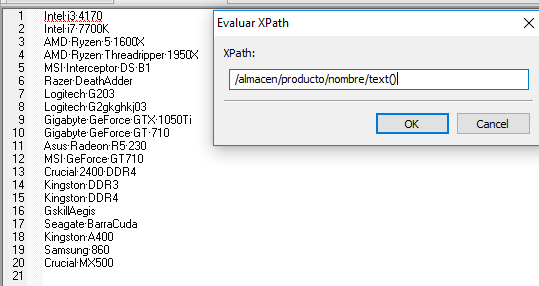 1 Intel·i3·4170
2 Intel·i7·7700K
3 AMD·Ryzen·5·1600X
4 AMD·Ryzen·Threadripper·1950X
5 MSI·Interceptor·DS·B1
6 Razer·DeathAdder
7 Logitech·G203
8 Logitech·G2gkghkj03
9 Gigabyte·GeForce·GTX·1050Ti
10 Gigabyte·GeForce·GT·710
11 Asus·Radeon·R5·230
12 MSI·GeForce·GT710
13 Crucial·2400·DDR4
14 Kingston·DDR3
15 Kingston·DDR4
16 GskillAegis
17 Seagate·BarraCuda
18 Kingston·A400
19 Samsung·860
20 Crucial·MX500
21
Evaluar XPath
XPath:
/almacen/producto/nombre/text()
OK
Cancel